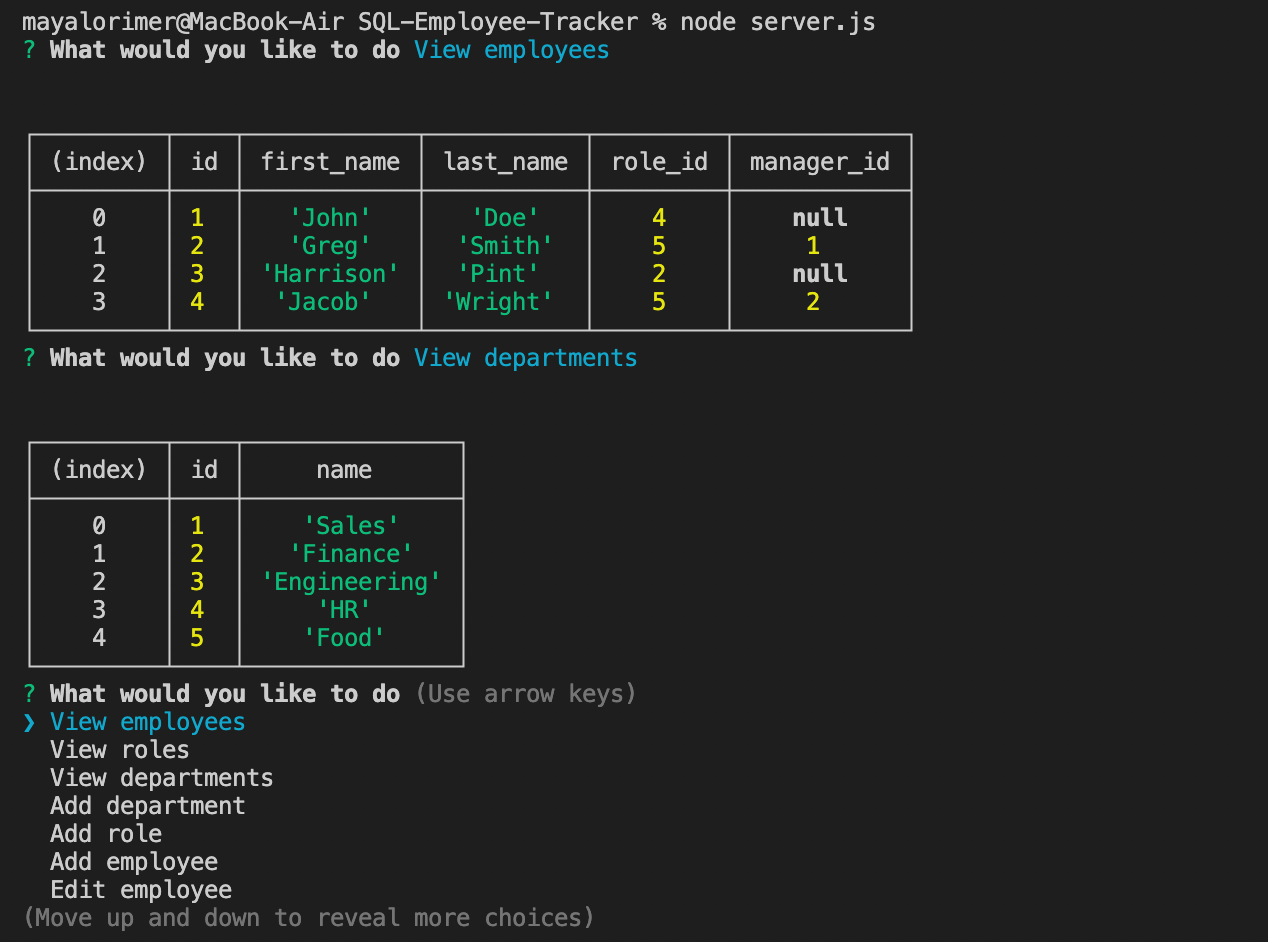 mayalorimer@MacBook-Air SQL-Employee-Tracker % node server.js
? What would you like to do View employees
(index) id first_name last_name role_id manager_id
0 1 'John' 'Doe' 4 null
1 2 'Greg' 'Smith' 5 1
2 3 'Harrison' 'Pint' 2 null
3 4 'Jacob' 'Wright' 5 2
? What would you like to do View departments
(index) id name
0 1 'Sales'
1 2 'Finance'
2 3 'Engineering'
3 4 'HR'
4 5 'Food'
? What would you like to do (Use arrow keys)
❯ View employees
View roles
View departments
Add department
Add role
Add employee
Edit employee
(Move up and down to reveal more choices)